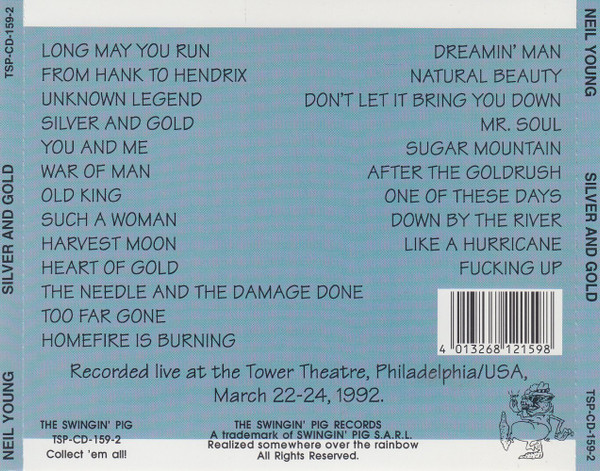 TSP-CD-159-2
SILVER AND GOLD
NEIL YOUNG
LONG MAY YOU RUN
FROM HANK TO HENDRIX
UNKNOWN LEGEND
SILVER AND GOLD
YOU AND ME
WAR OF MAN
OLD KING
SUCH A WOMAN
HARVEST MOON
HEART OF GOLD
THE NEEDLE AND THE DAMAGE DONE
TOO FAR GONE
HOMEFIRE IS BURNING
DREAMIN' MAN
NATURAL BEAUTY
DON'T LET IT BRING YOU DOWN
MR. SOUL
SUGAR MOUNTAIN
AFTER THE GOLDRUSH
ONE OF THESE DAYS
DOWN BY THE RIVER
LIKE A HURRICANE
FUCKING UP
4 013268 121598
Recorded live at the Tower Theatre, Philadelphia/USA,
March 22-24, 1992.
THE SWINGIN' PIG
TSP-CD-159-2
Collect 'em all!
THE SWINGIN' PIG RECORDS
A trademark of SWINGIN' PIG S.A.R.L.
Realized somewhere over the rainbow
All Rights Reserved.
NEIL YOUNG
SILVER AND GOLD
TSP-CD-159-2